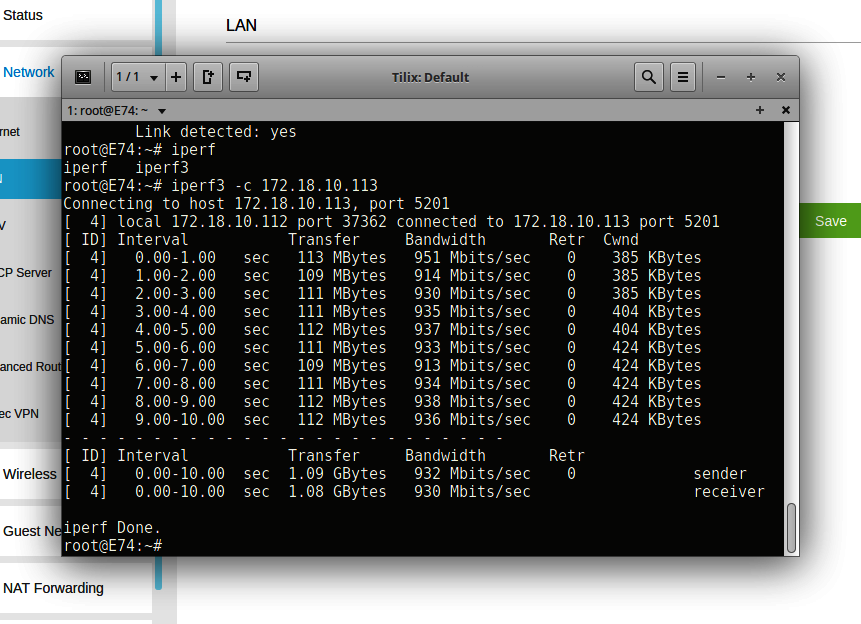 Status
LAN
Network
rnet
V
CP Server
amic DNS
anced Rout
ec VPN
Wireless
Guest Ne
NAT Forwarding
Save
1 / 1
Tilix: Default
1: root@E74: ~
Link detected: yes
root@E74:~# iperf
iperf   iperf3
root@E74:~# iperf3 -c 172.18.10.113
Connecting to host 172.18.10.113, port 5201
[  4] local 172.18.10.112 port 37362 connected to 172.18.10.113 port 5201
[ ID] Interval           Transfer     Bandwidth       Retr  Cwnd
[  4]   0.00-1.00   sec   113 MBytes   951 Mbits/sec    0    385 KBytes
[  4]   1.00-2.00   sec   109 MBytes   914 Mbits/sec    0    385 KBytes
[  4]   2.00-3.00   sec   111 MBytes   930 Mbits/sec    0    385 KBytes
[  4]   3.00-4.00   sec   111 MBytes   935 Mbits/sec    0    404 KBytes
[  4]   4.00-5.00   sec   112 MBytes   937 Mbits/sec    0    404 KBytes
[  4]   5.00-6.00   sec   111 MBytes   933 Mbits/sec    0    424 KBytes
[  4]   6.00-7.00   sec   109 MBytes   913 Mbits/sec    0    424 KBytes
[  4]   7.00-8.00   sec   111 MBytes   934 Mbits/sec    0    424 KBytes
[  4]   8.00-9.00   sec   112 MBytes   938 Mbits/sec    0    424 KBytes
[  4]   9.00-10.00  sec   112 MBytes   936 Mbits/sec    0    424 KBytes
- - - - - - - - - - - - - - - - - - - - - - - - -
[ ID] Interval           Transfer     Bandwidth       Retr
[  4]   0.00-10.00  sec  1.09 GBytes   932 Mbits/sec    0             sender
[  4]   0.00-10.00  sec  1.08 GBytes   930 Mbits/sec                  receiver
iperf Done.
root@E74:~#